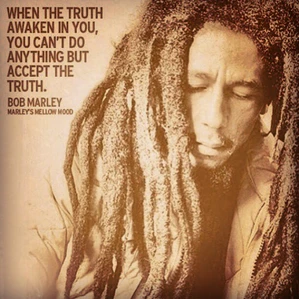 WHEN THE TRUTH
AWAKEN IN YOU,
YOU CAN'T DO
ANYTHING BUT
ACCEPT THE
TRUTH.
BOB MARLEY
MARLEY'S MELLOW MOOD